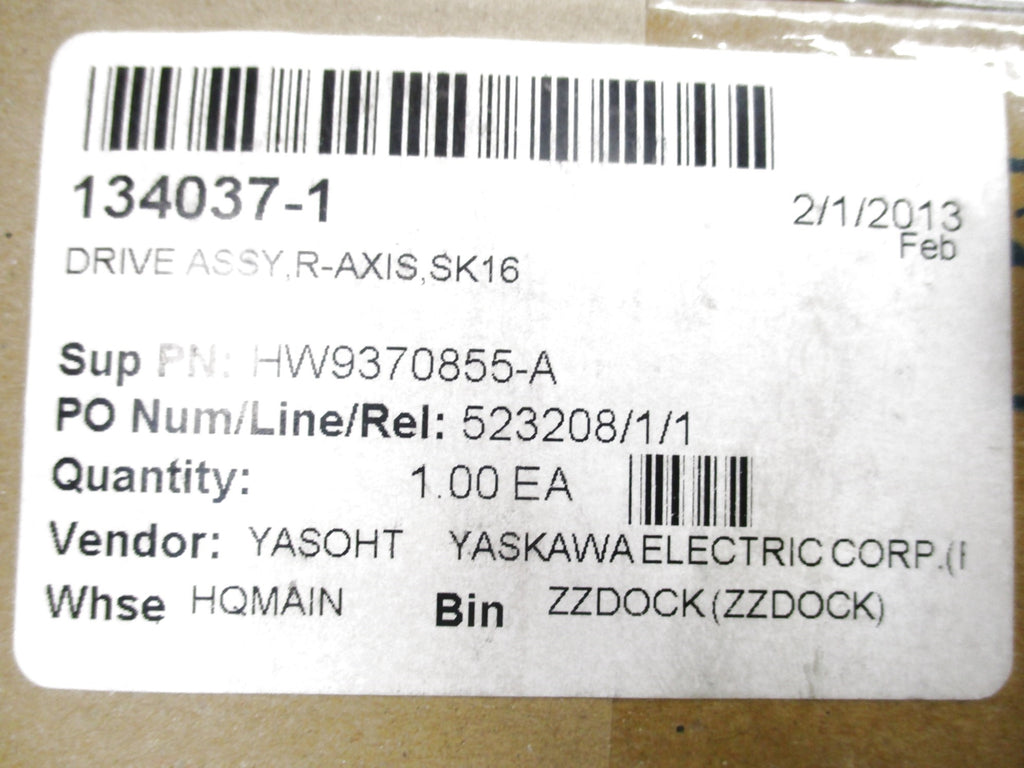 134037-1
2/1/2013
Feb
DRIVE ASSY,R-AXIS,SK16
Sup PN: HW9370855-A
PO Num/Line/Rel: 523208/1/1
Quantity: 1.00 EA
Vendor: YASOHT YASKAWA ELECTRIC CORP.(
Whse HQMAIN Bin ZZDOCK(ZZDOCK)